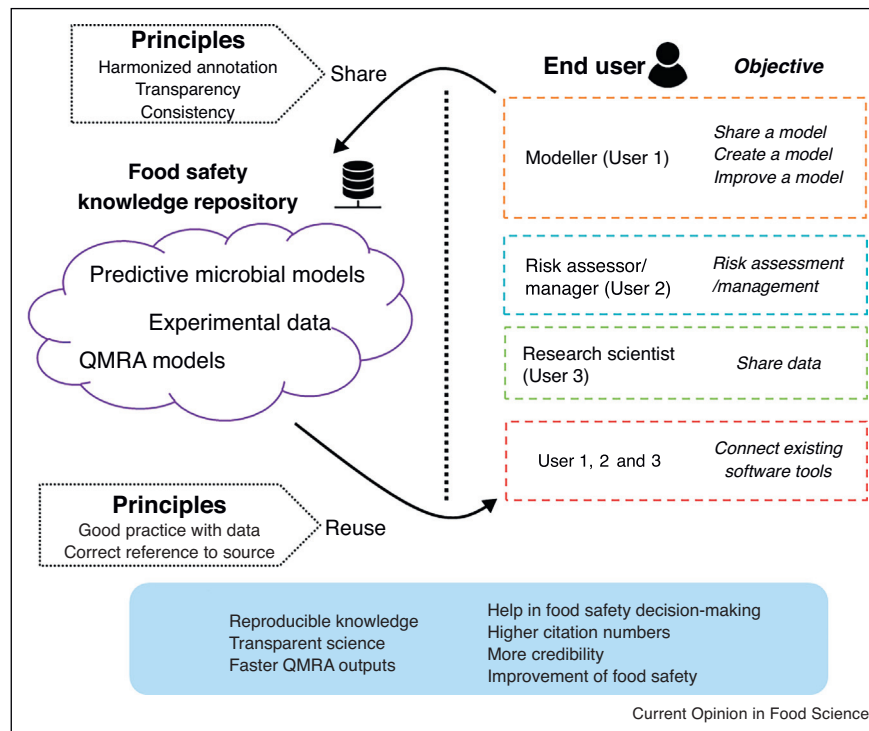 Principles
Harmonized annotation
Transparency
Consistency
Share
End user
Objective
Modeller (User 1)
Share a model
Create a model
Improve a model
Food safety
knowledge repository
Predictive microbial models
Experimental data
QMRA models
Risk assessor/
manager (User 2)
Risk assessment
/management
Research scientist
(User 3)
Share data
User 1, 2 and 3
Connect existing
software tools
Principles
Good practice with data
Correct reference to source
Reuse
Reproducible knowledge
Transparent science
Faster QMRA outputs
Help in food safety decision-making
Higher citation numbers
More credibility
Improvement of food safety
Current Opinion in Food Science